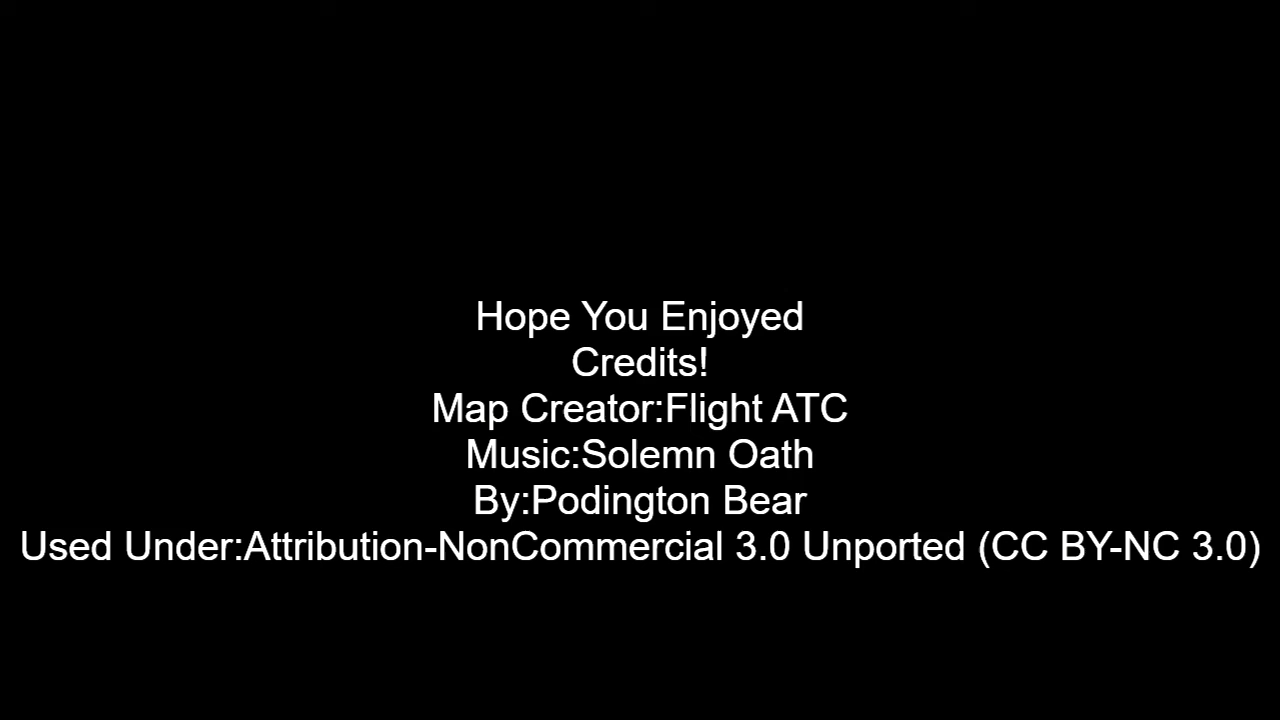 Hope You Enjoyed
Credits!
Map Creator:Flight ATC
Music:Solemn Oath
By:Podington Bear
Used Under:Attribution-NonCommercial 3.0 Unported (CC BY-NC 3.0)